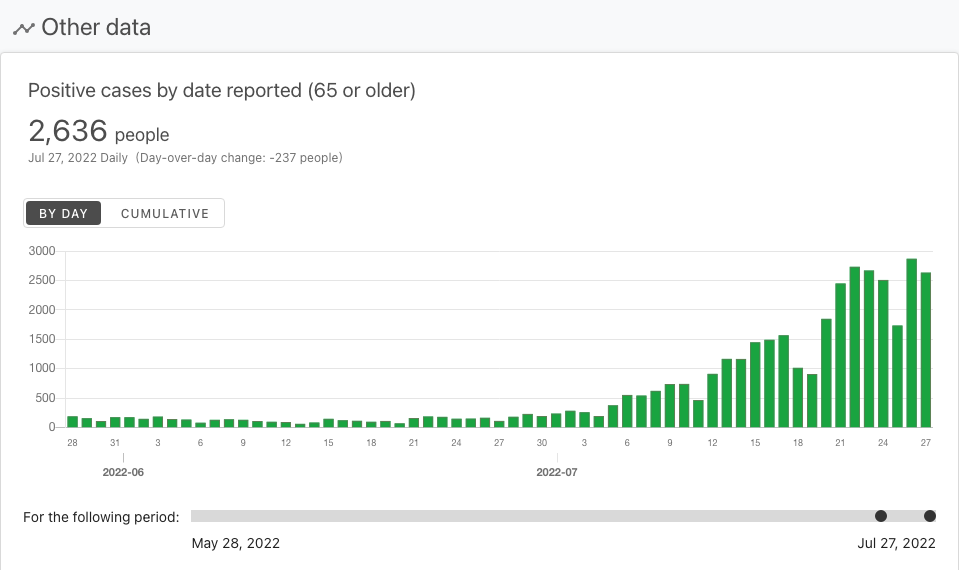 Other data
Positive cases by date reported (65 or older)
2,636 people
Jul 27, 2022 Daily (Day-over-day change: -237 people)
BY DAY CUMULATIVE
3000
2500
2000
1500
1000
500
0
28 31 3 6 9 12 15 18 21 24 27 30 3 6 9 12 15 18 21 24 27
2022-06 2022-07
For the following period:
May 28, 2022 Jul 27, 2022